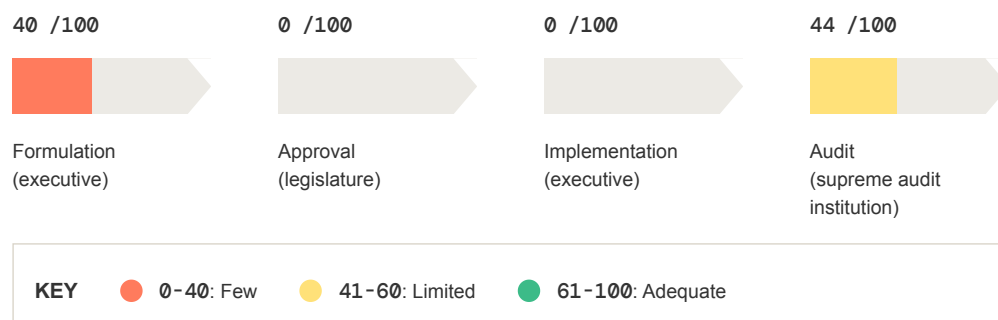 40 /100
0 /100
0 /100
44 /100
Formulation
(executive)
Approval
(legislature)
Implementation
(executive)
Audit
(supreme audit
institution)
KEY
0-40: Few
41-60: Limited
61-100: Adequate